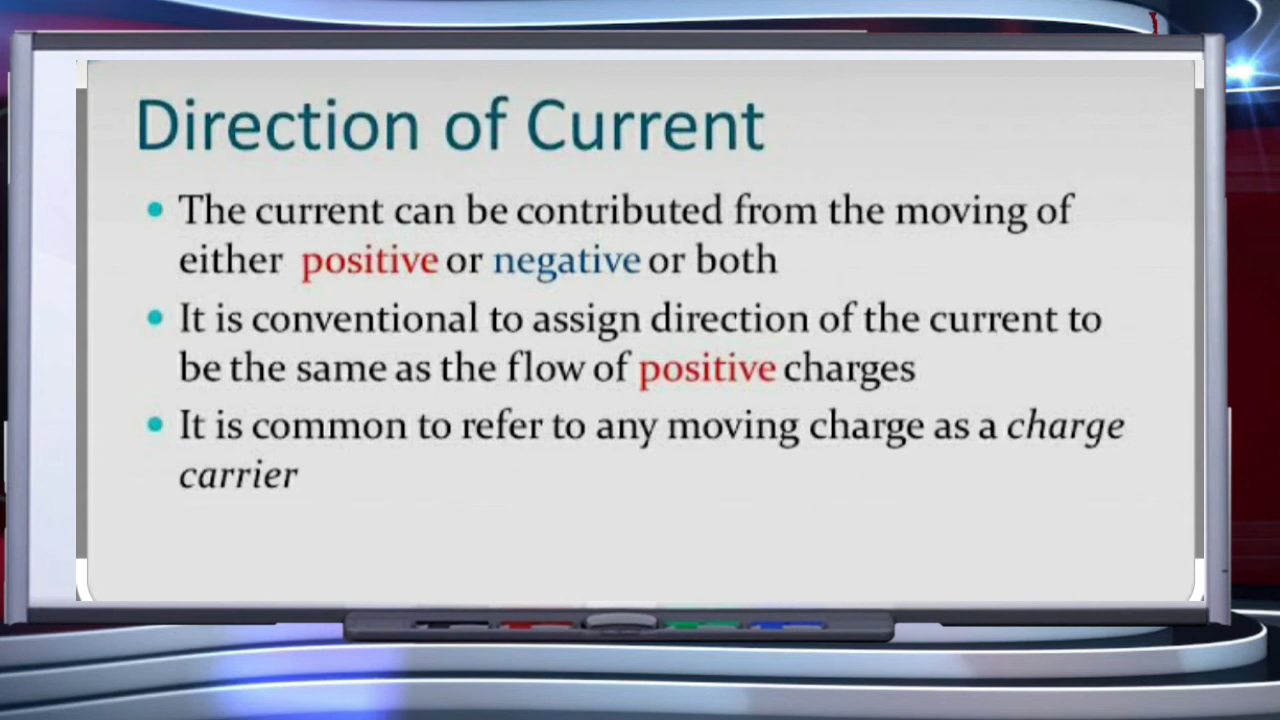 Direction of Current
• The current can be contributed from the moving of
either positive or negative or both
• It is conventional to assign direction of the current to
be the same as the flow of positive charges
• It is common to refer to any moving charge as a charge
carrier